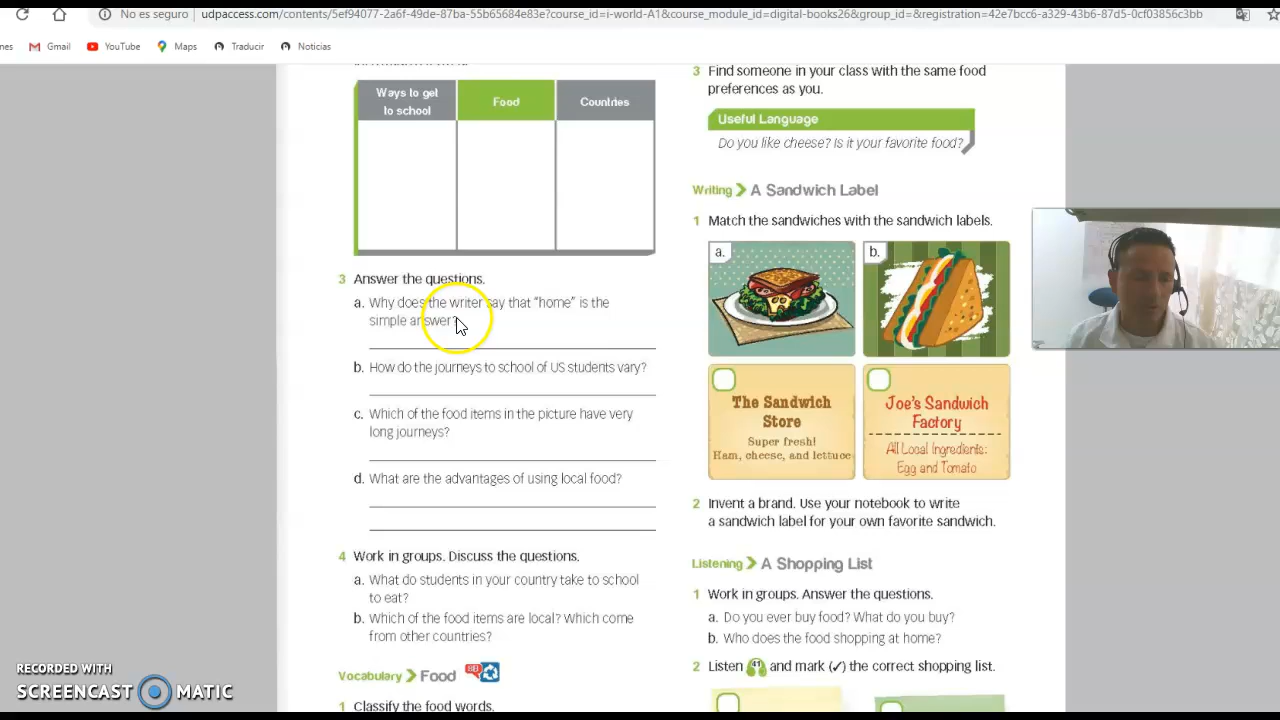 No es seguro
udpaccess.com/contents/5ef94077-2a6f-49de-87ba-55b65684e83e?course_id=i-world-A1&course_module_id=digital-books26&group_id=&registration=42e7bcc6-a329-43b6-87d5-0cf03856c3bb
Gmail
YouTube
Maps
Traducir
Noticias
Ways to get
to school
Food
Countries
3 Answer the questions.
a. Why does the writer say that “home” is the
simple answer?
b. How do the journeys to school of US students vary?
c. Which of the food items in the picture have very
long journeys?
d. What are the advantages of using local food?
4 Work in groups. Discuss the questions.
a. What do students in your country take to school
to eat?
b. Which of the food items are local? Which come
from other countries?
Vocabulary Food
1 Classify the food words.
3 Find someone in your class with the same food
preferences as you.
Useful Language
Do you like cheese? Is it your favorite food?
Writing A Sandwich Label
1 Match the sandwiches with the sandwich labels.
a.
b.
The Sandwich
Store
Super fresh!
Ham, cheese, and lettuce
Joe's Sandwich
Factory
All Local Ingredients:
Egg and Tomato
2 Invent a brand. Use your notebook to write
a sandwich label for your own favorite sandwich.
Listening A Shopping List
1 Work in groups. Answer the questions.
a. Do you ever buy food? What do you buy?
b. Who does the food shopping at home?
2 Listen 41 and mark (✓) the correct shopping list.
RECORDED WITH
SCREENCAST MATIC